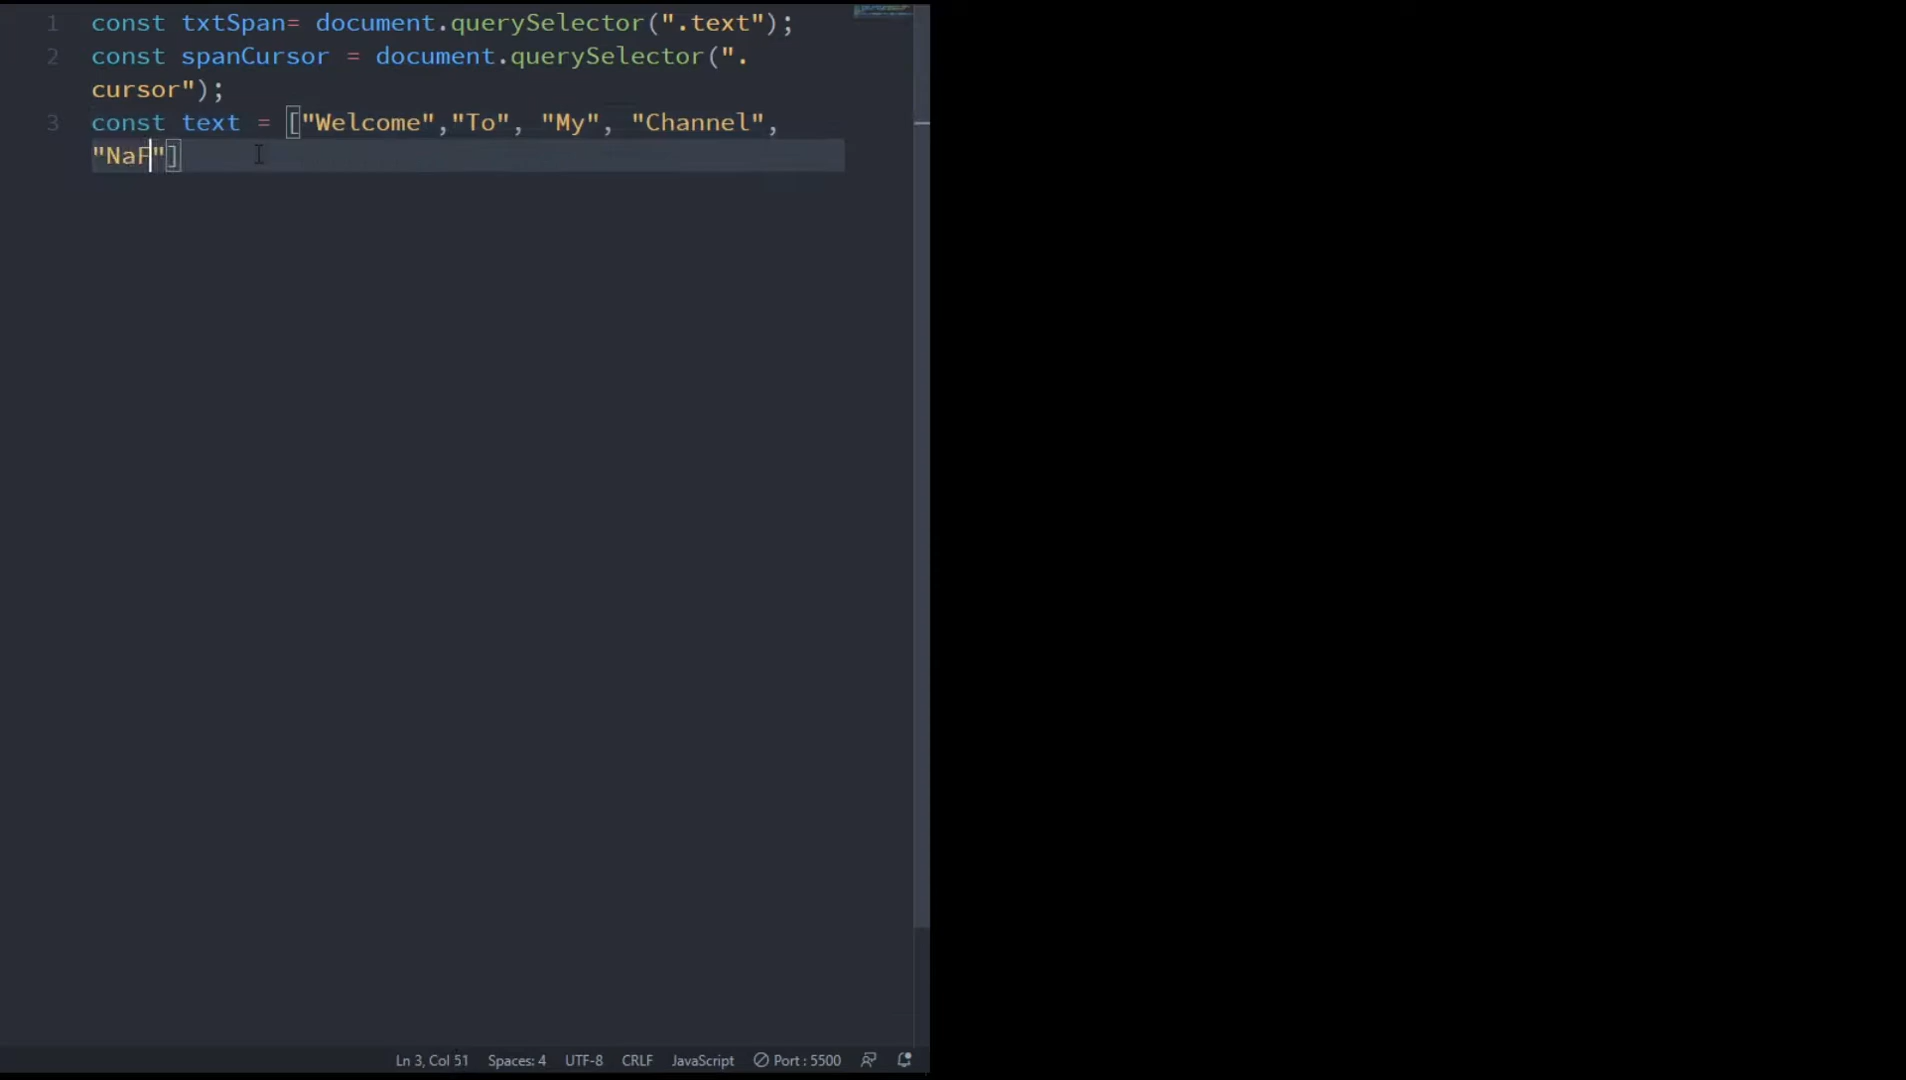 1 const txtSpan= document.querySelector(".text");
2 const spanCursor = document.querySelector(".
cursor");
3 const text = ["Welcome","To", "My", "Channel",
"NaF"]
Ln 3, Col 51 Spaces: 4 UTF-8 CRLF JavaScript Port : 5500